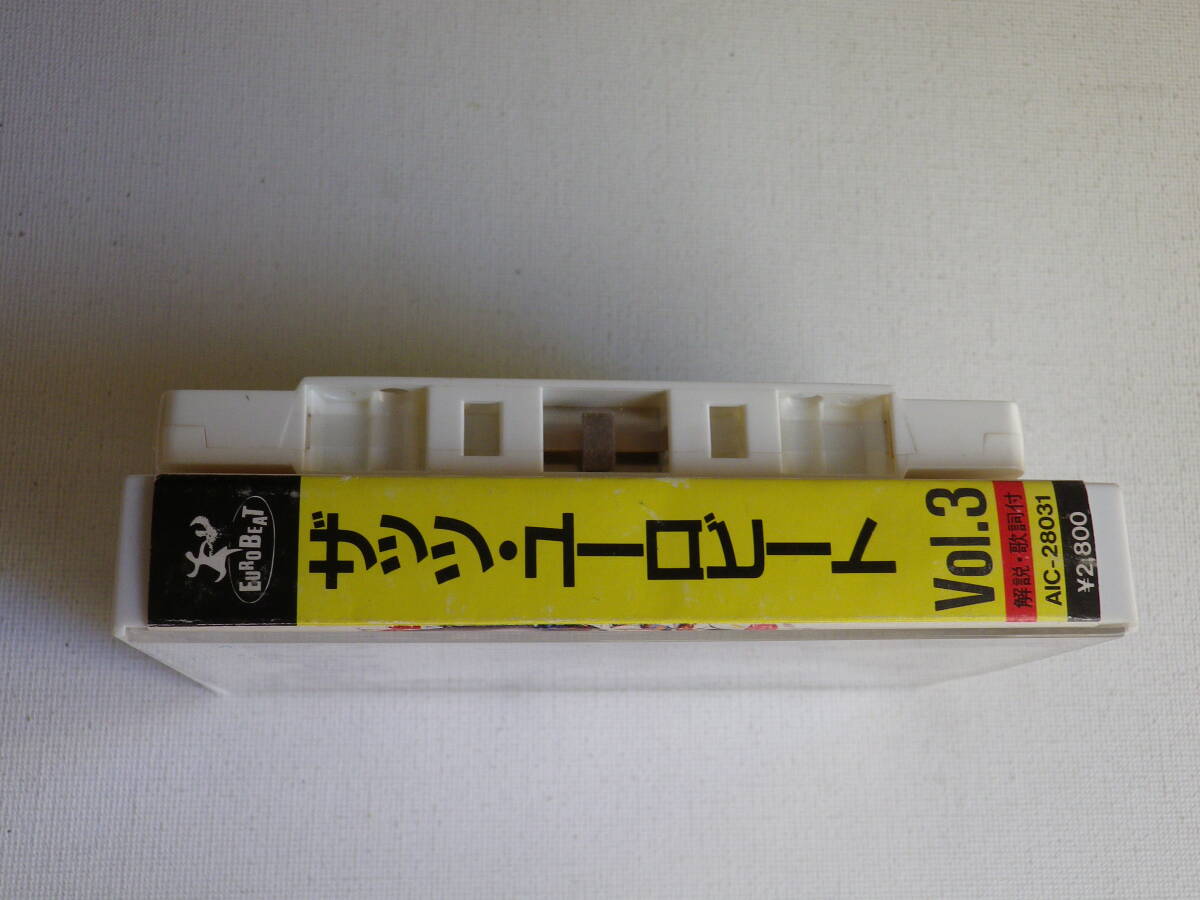 EUROBEAT
ザッツ・ユーロビート
Vol.3
解説・歌詞付
AIC-28031
¥2,800